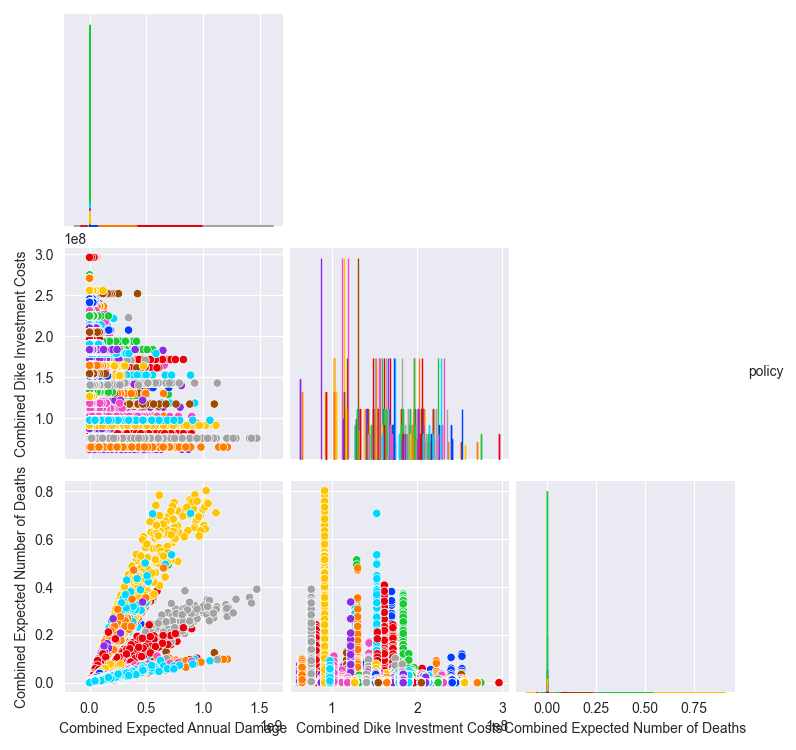 1e8
Combined Dike Investment Costs
3.0
2.5
2.0
1.5
1.0
policy
Combined Expected Number of Deaths
0.8
0.6
0.4
0.2
0.0
0.0 0.5 1.0 1.5 1 2 3 0.00 0.25 0.50 0.75
1e9 1e8
Combined Expected Annual Damage Combined Dike Investment Costs Combined Expected Number of Deaths